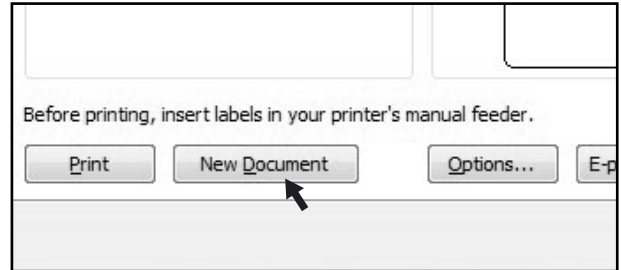 Before printing, insert labels in your printer's manual feeder.
Print New Document Options... E-p